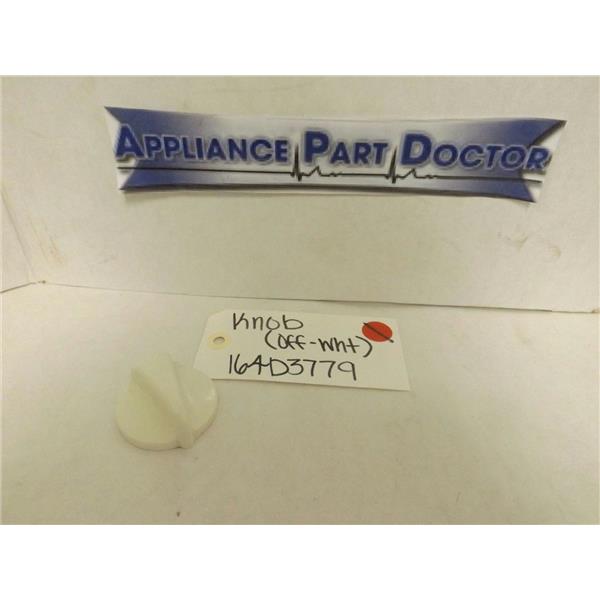 APPLIANCE PART DOCTOR
Knob
(Off-Wht)
164D3779